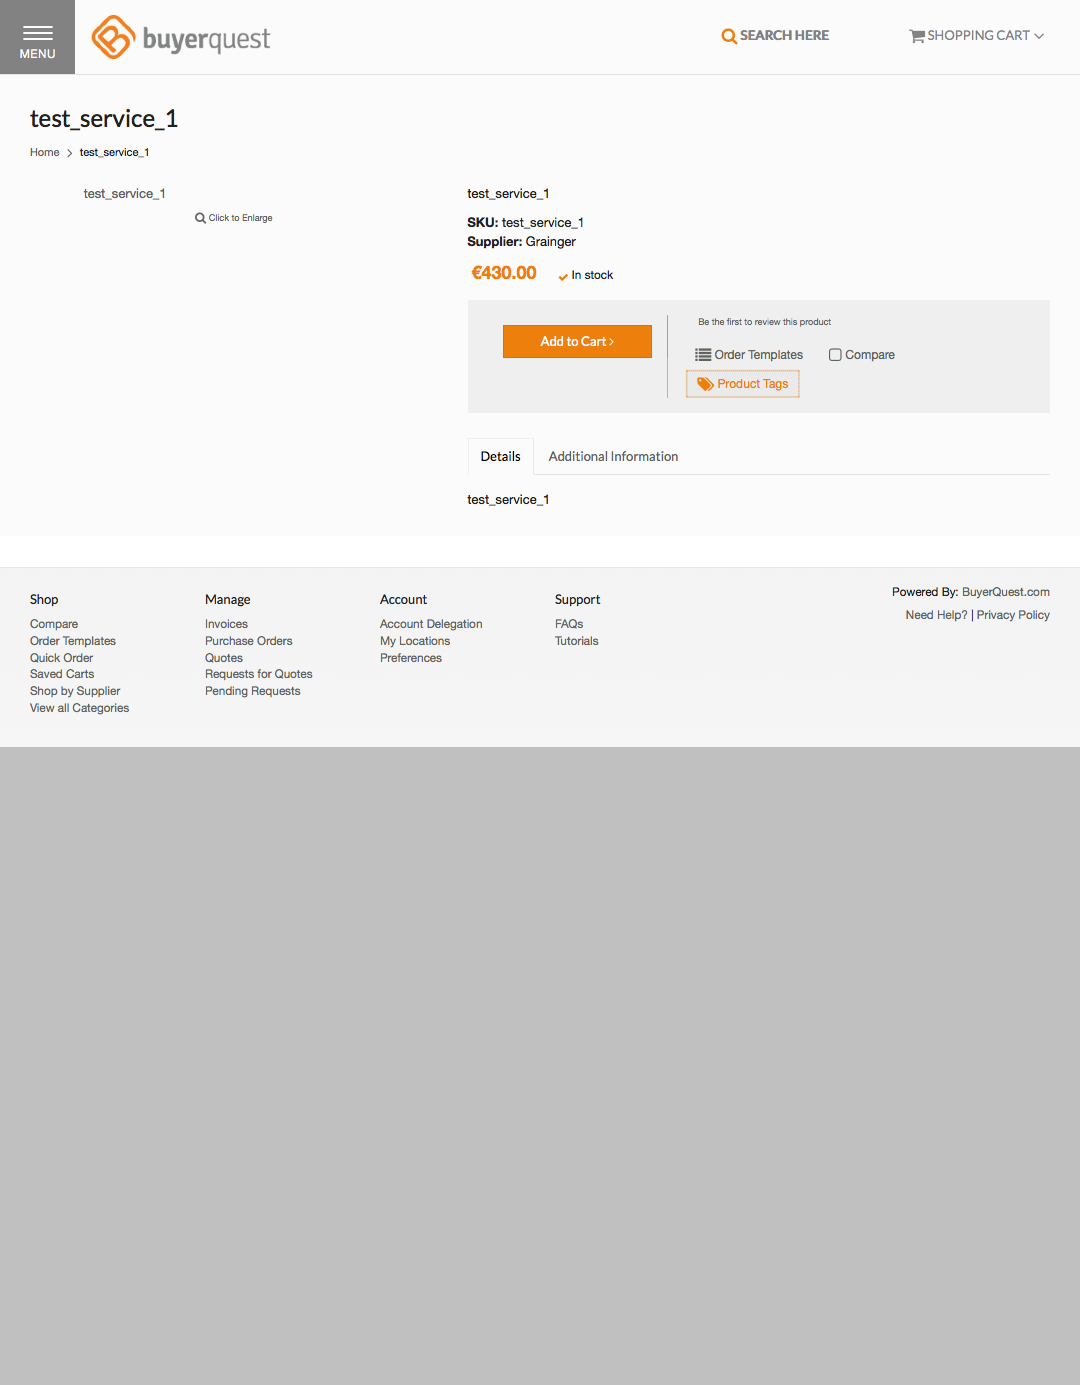 MENU
buyerquest
SEARCH HERE
SHOPPING CART
test_service_1
Home > test_service_1
test_service_1
Click to Enlarge
test_service_1
SKU: test_service_1
Supplier: Grainger
€430.00
In stock
Add to Cart ›
Be the first to review this product
Order Templates
Compare
Product Tags
Details
Additional Information
test_service_1
Shop
Compare
Order Templates
Quick Order
Saved Carts
Shop by Supplier
View all Categories
Manage
Invoices
Purchase Orders
Quotes
Requests for Quotes
Pending Requests
Account
Account Delegation
My Locations
Preferences
Support
FAQs
Tutorials
Powered By: BuyerQuest.com
Need Help? | Privacy Policy